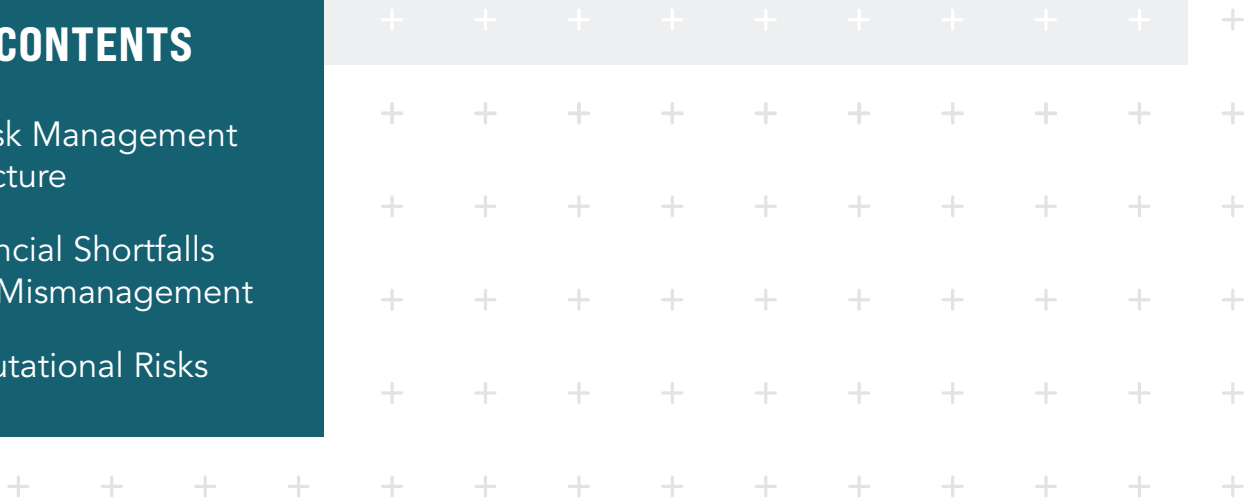 CONTENTS
sk Management
cture
ncial Shortfalls
Mismanagement
utational Risks